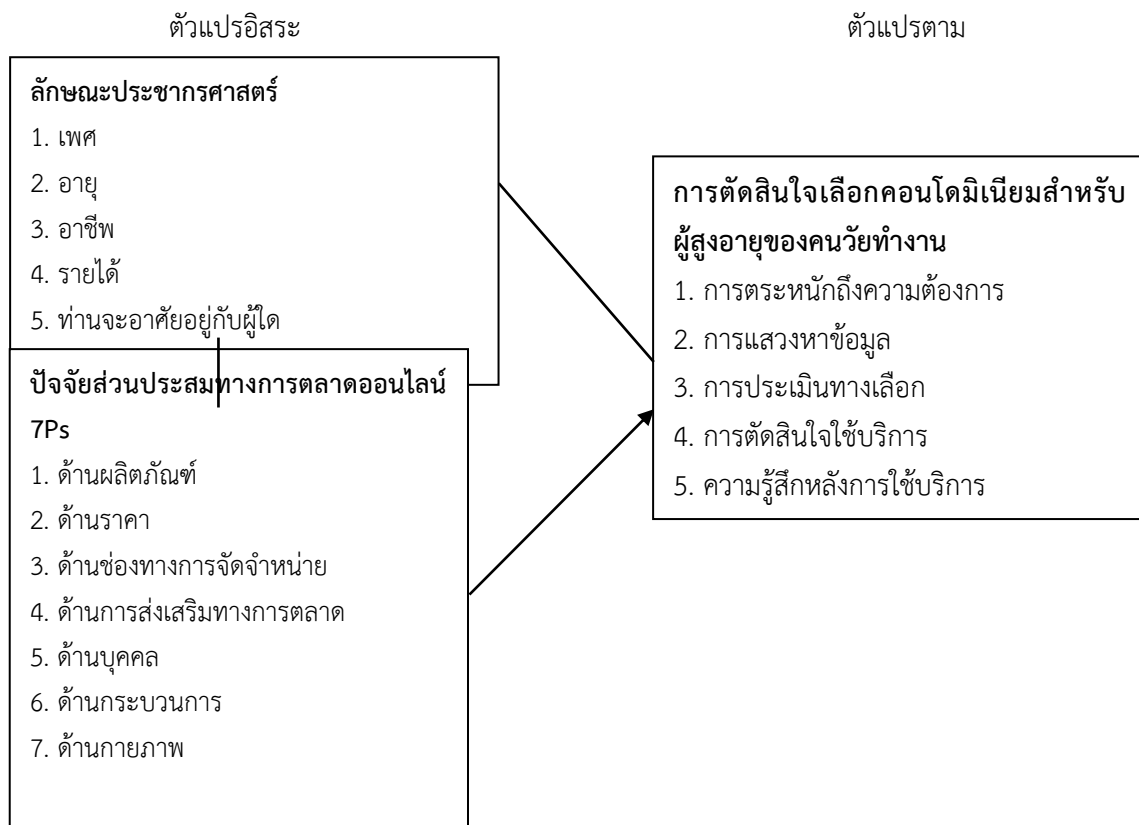 ตัวแปรอิสระ
ตัวแปรตาม
ลักษณะประชากรศาสตร์
1. เพศ
2. อายุ
3. อาชีพ
4. รายได้
5. ท่านจะอาศัยอยู่กับผู้ใด
ปัจจัยส่วนประสมทางการตลาดออนไลน์
7Ps
1. ด้านผลิตภัณฑ์
2. ด้านราคา
3. ด้านช่องทางการจัดจำหน่าย
4. ด้านการส่งเสริมทางการตลาด
5. ด้านบุคคล
6. ด้านกระบวนการ
7. ด้านกายภาพ
การตัดสินใจเลือกคอนโดมิเนียมสำหรับ
ผู้สูงอายุของคนวัยทำงาน
1. การตระหนักถึงความต้องการ
2. การแสวงหาข้อมูล
3. การประเมินทางเลือก
4. การตัดสินใจใช้บริการ
5. ความรู้สึกหลังการใช้บริการ